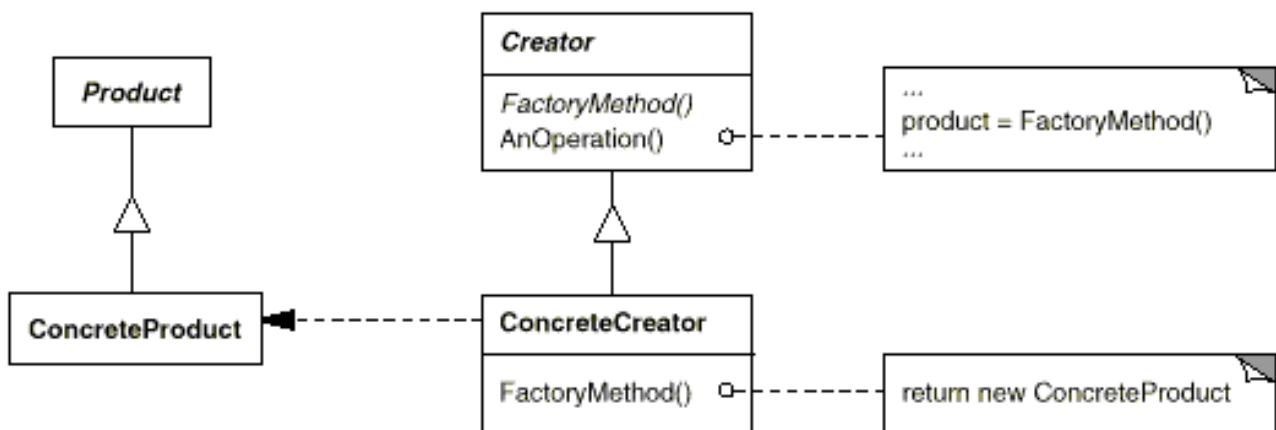 Product
ConcreteProduct
Creator
FactoryMethod()
AnOperation()
...
product = FactoryMethod()
...
ConcreteCreator
FactoryMethod()
return new ConcreteProduct